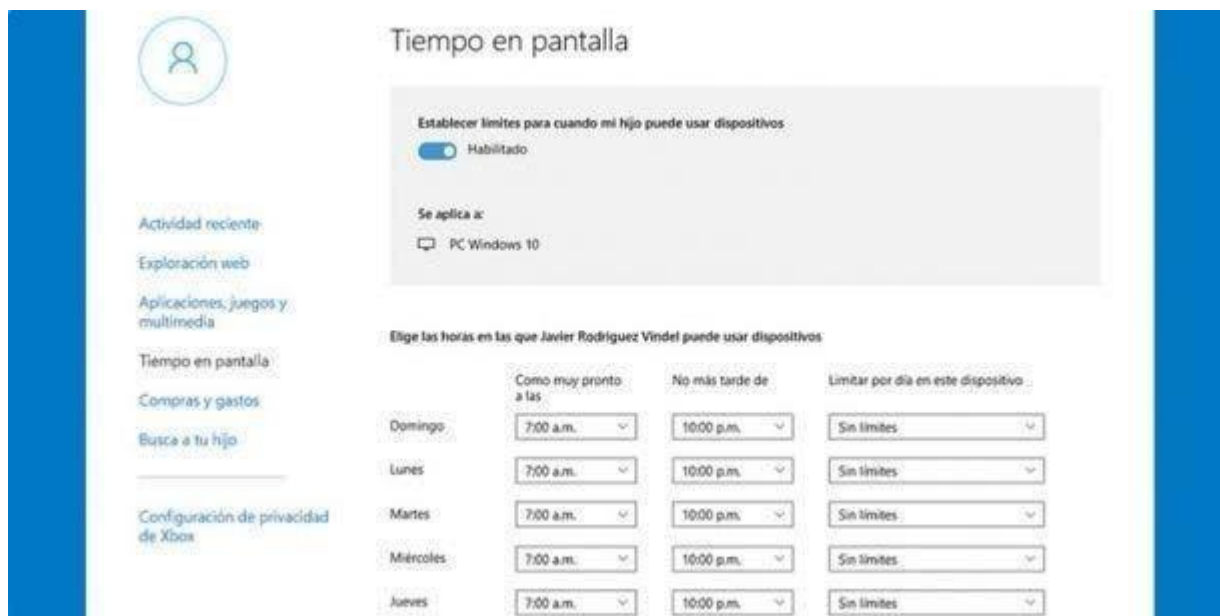 Tiempo en pantalla
Establecer límites para cuando mi hijo puede usar dispositivos
Habilitado
Se aplica a:
PC Windows 10
Actividad reciente
Exploración web
Aplicaciones, juegos y
multimedia
Tiempo en pantalla
Compras y gastos
Busca a tu hijo
Configuración de privacidad
de Xbox
Elige las horas en las que Javier Rodríguez Vindel puede usar dispositivos
Como muy pronto
a las
No más tarde de
Limitar por día en este dispositivo
Domingo 7:00 a.m. 10:00 p.m. Sin límites
Lunes 7:00 a.m. 10:00 p.m. Sin límites
Martes 7:00 a.m. 10:00 p.m. Sin límites
Miércoles 7:00 a.m. 10:00 p.m. Sin límites
Jueves 7:00 a.m. 10:00 p.m. Sin límites